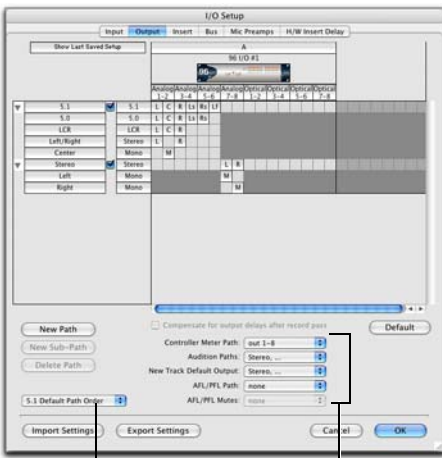 I/O Setup
Input Output Insert Bus Mic Preamps H/W Insert Delay
Show Last Saved Setup
A
96 I/O #1
96
Analog Analog Analog Analog Optical Optical Optical Optical
1-2 3-4 5-6 7-8 1-2 3-4 5-6 7-8
5.1 5.1 L C R Ls Rs Lf
5.0 5.0 L C R Ls Rs
LCR LCR L C R
Left/Right Stereo L R
Center Mono M
Stereo Stereo L R
Left Mono M
Right Mono M
New Path
New Sub-Path
Delete Path
5.1 Default Path Order
Compensate for output delays after record pass
Default
Controller Meter Path: out 1-8
Audition Paths: Stereo, ...
New Track Default Output: Stereo, ...
AFL/PFL Path: none
AFL/PFL Mutes: none
Import Settings Export Settings Cancel OK